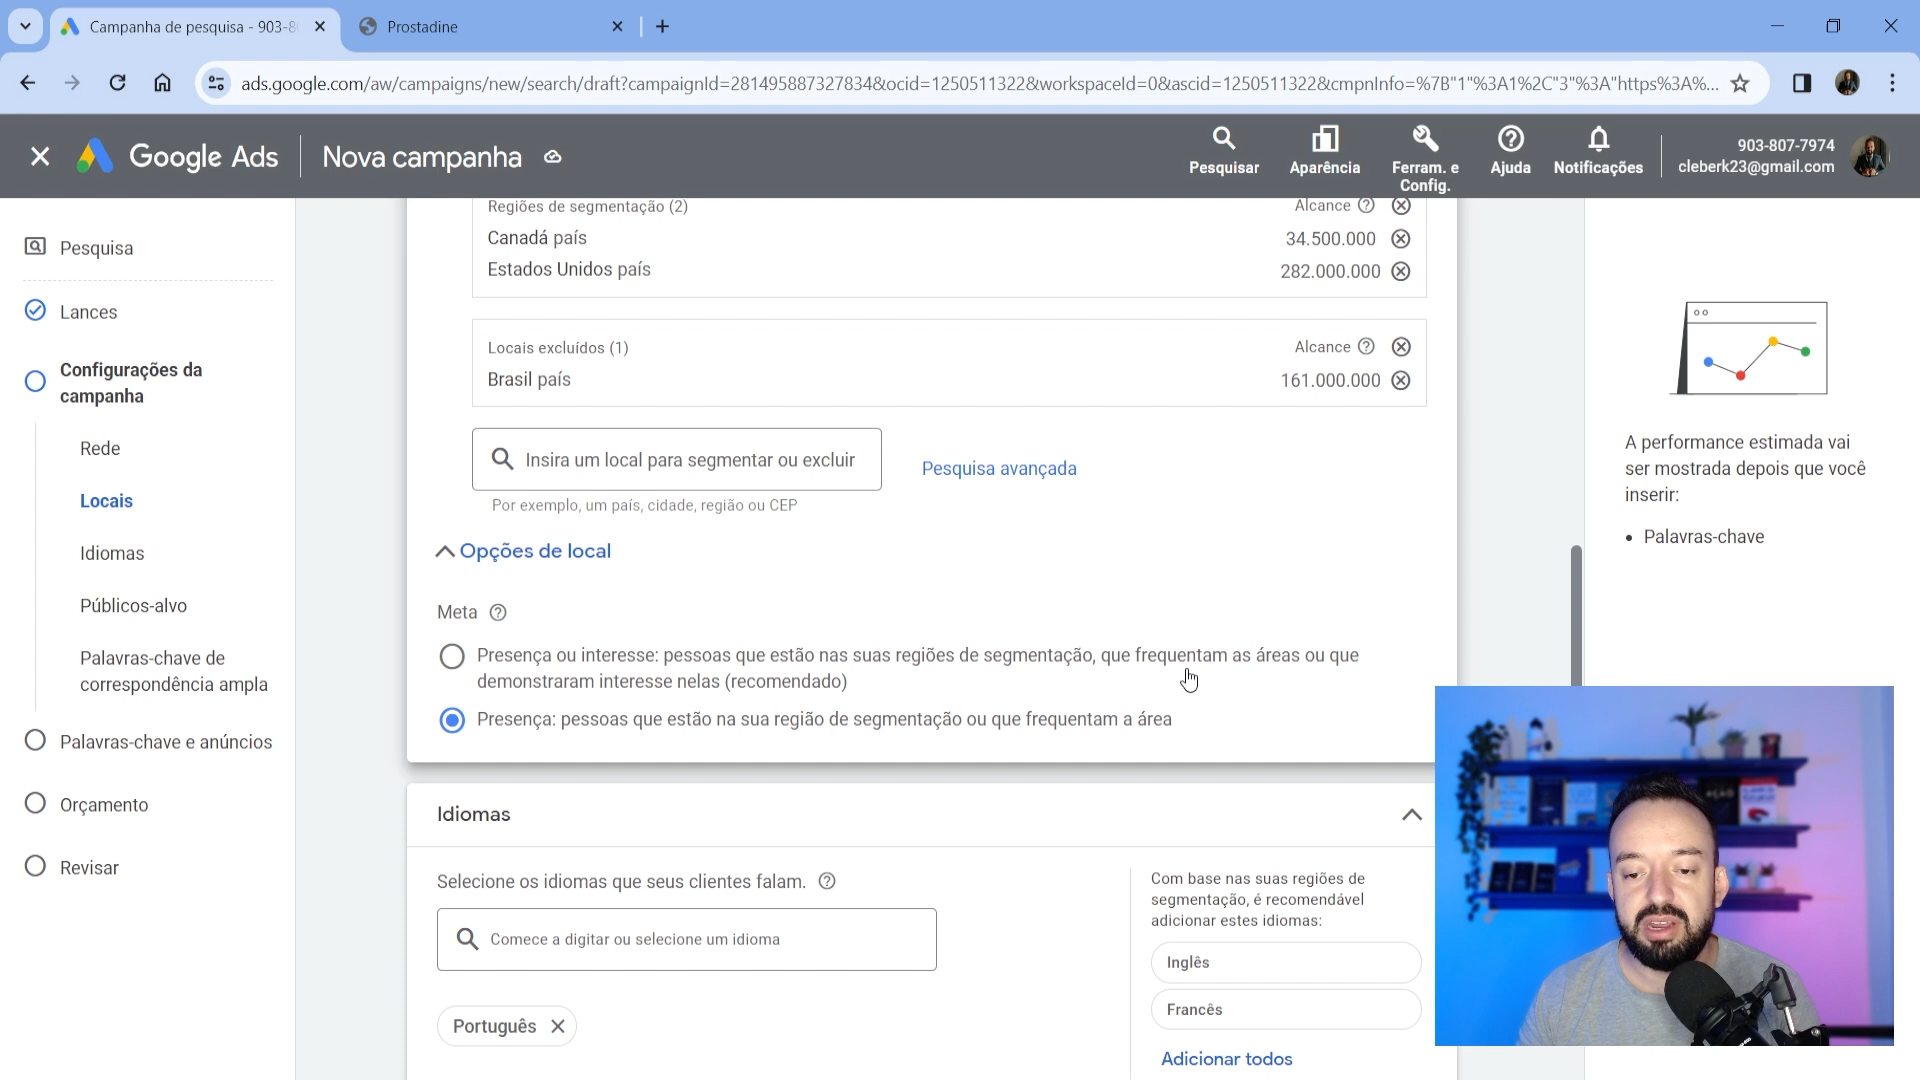 Campanha de pesquisa - 903-8
Prostadine
ads.google.com/aw/campaigns/new/search/draft?campaignId=281495887327834&ocid=1250511322&workspaceId=0&ascid=1250511322&cmpnInfo=%7B"1"%3A1%2C"3"%3A"https%3A%...
Google Ads
Nova campanha
Pesquisar
Aparência
Ferram. e
Config.
Ajuda
Notificações
903-807-7974
cleberk23@gmail.com
Pesquisa
Lances
Configurações da
campanha
Rede
Locais
Idiomas
Públicos-alvo
Palavras-chave de
correspondência ampla
Palavras-chave e anúncios
Orçamento
Revisar
Regiões de segmentação (2) Alcance
Canadá país 34.500.000
Estados Unidos país 282.000.000
Locais excluídos (1) Alcance
Brasil país 161.000.000
Insira um local para segmentar ou excluir
Pesquisa avançada
Por exemplo, um país, cidade, região ou CEP
Opções de local
Meta
Presença ou interesse: pessoas que estão nas suas regiões de segmentação, que frequentam as áreas ou que
demonstraram interesse nelas (recomendado)
Presença: pessoas que estão na sua região de segmentação ou que frequentam a área
Idiomas
Selecione os idiomas que seus clientes falam.
Comece a digitar ou selecione um idioma
Português
Com base nas suas regiões de
segmentação, é recomendável
adicionar estes idiomas:
Inglês
Francês
Adicionar todos
A performance estimada vai
ser mostrada depois que você
inserir:
• Palavras-chave